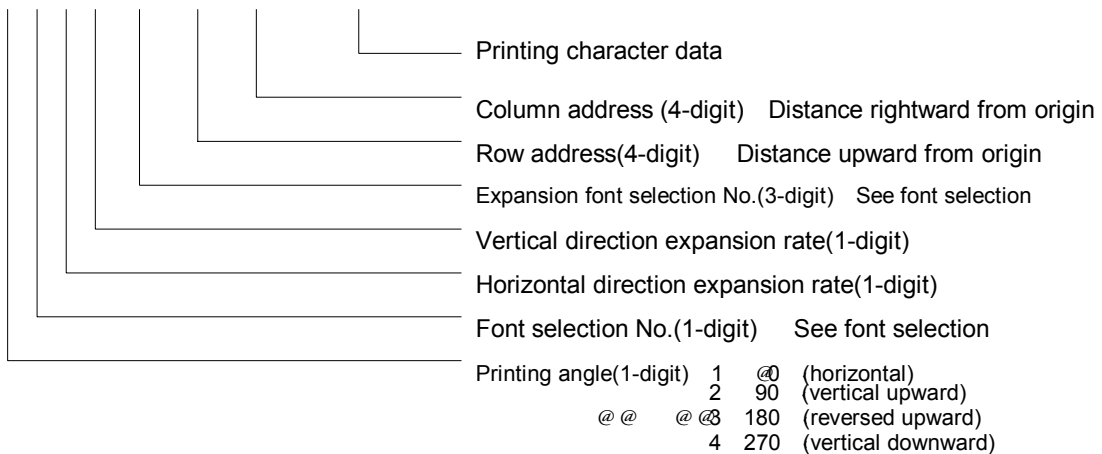 Printing character data
Column address (4-digit) Distance rightward from origin
Row address(4-digit) Distance upward from origin
Expansion font selection No.(3-digit) See font selection
Vertical direction expansion rate(1-digit)
Horizontal direction expansion rate(1-digit)
Font selection No.(1-digit) See font selection
Printing angle(1-digit) 1 @0 (horizontal)
2 90 (vertical upward)
@ @ @ @3 180 (reversed upward)
4 270 (vertical downward)